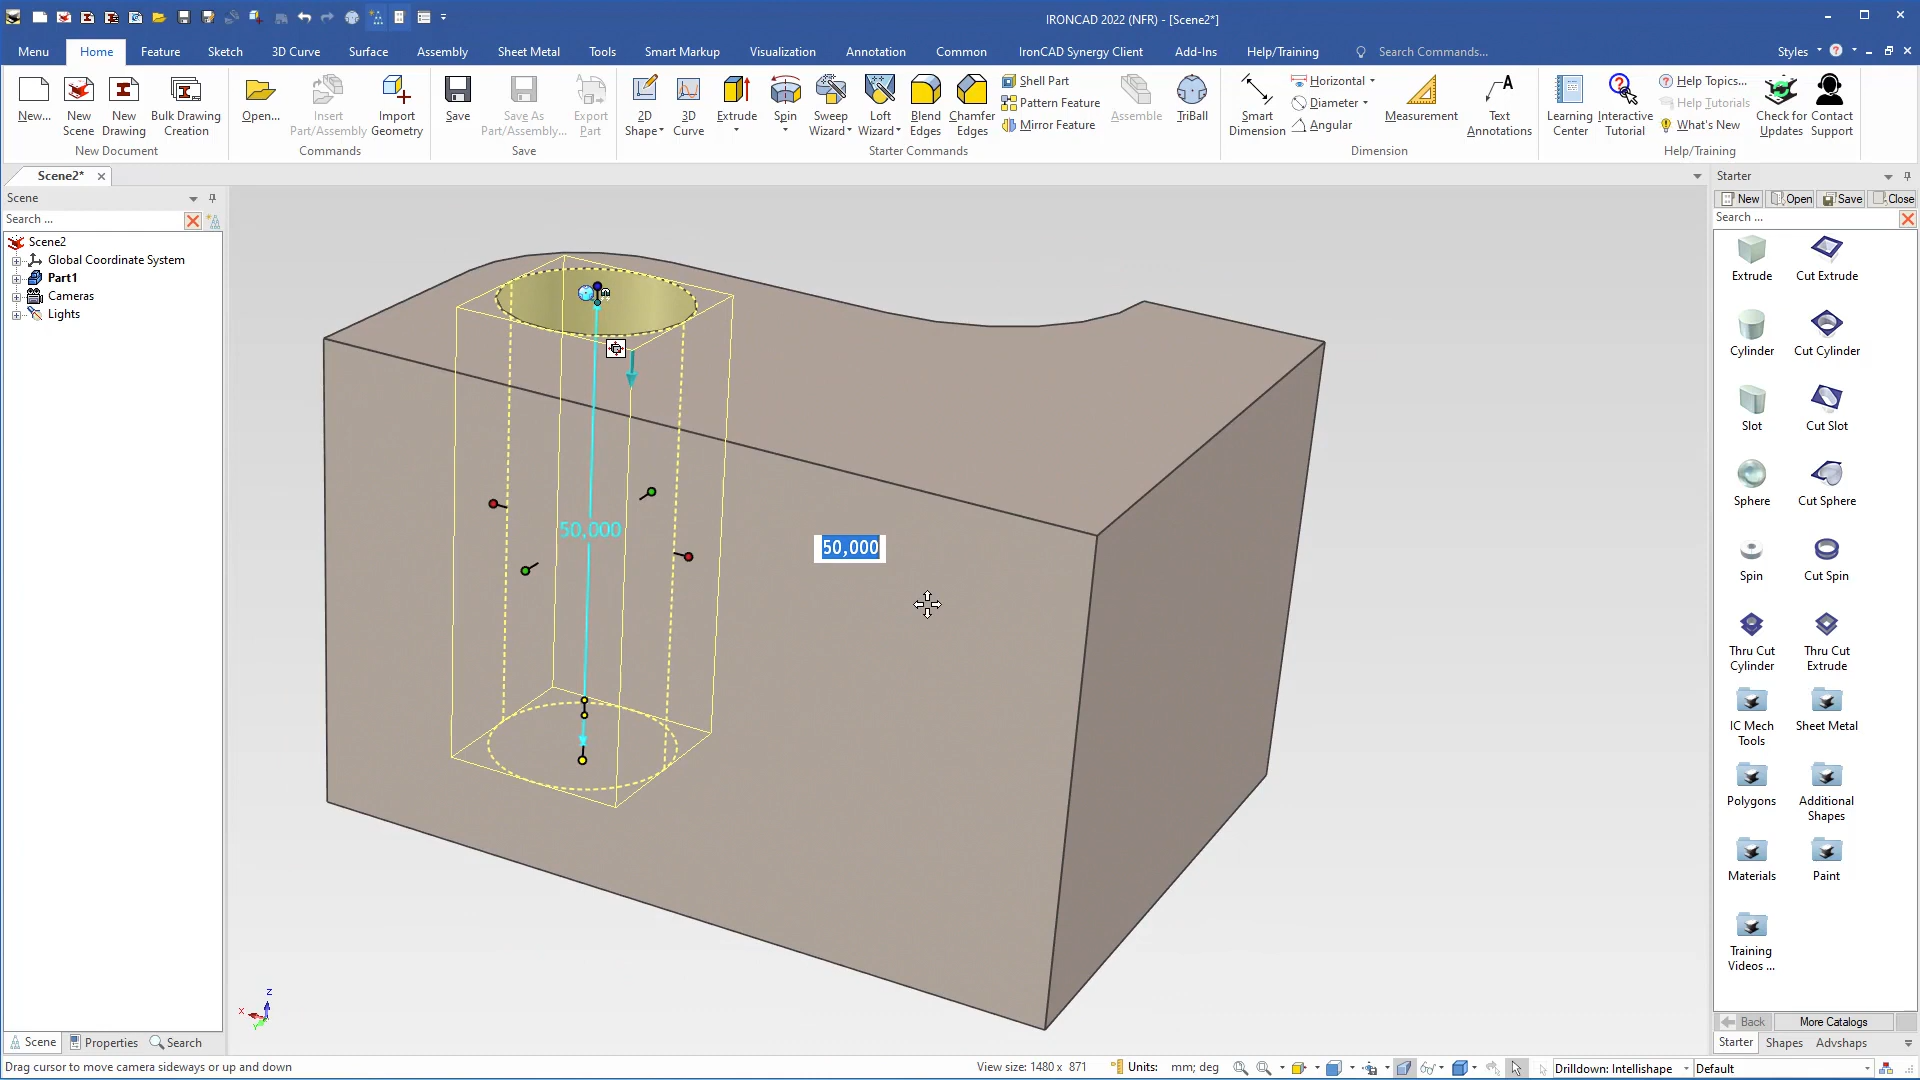 IRONCAD 2022 (NFR) - [Scene2*]
Menu Home Feature Sketch 3D Curve Surface Assembly Sheet Metal Tools Smart Markup Visualization Annotation Common IronCAD Synergy Client Add-Ins Help/Training Search Commands... Styles
New... New Scene New Drawing Bulk Drawing Creation
New Document
Open... Insert Part/Assembly Import Geometry
Commands
Save Save As Part/Assembly... Export Part
Save
2D Shape 3D Curve Extrude Spin Sweep Wizard Loft Wizard Blend Edges Chamfer Edges
Shell Part
Pattern Feature
Mirror Feature
Assemble TriBall
Starter Commands
Smart Dimension
Horizontal
Diameter
Angular
Measurement Text Annotations
Dimension
Learning Center Interactive Tutorial
Help Topics...
Help Tutorials
What's New
Check for Updates Contact Support
Help/Training
Scene2*
Scene
Search ...
Scene2
Global Coordinate System
Part1
Cameras
Lights
50,000
50,000
z
x
Y
Starter
New Open Save Close
Search ...
Extrude Cut Extrude
Cylinder Cut Cylinder
Slot Cut Slot
Sphere Cut Sphere
Spin Cut Spin
Thru Cut Cylinder Thru Cut Extrude
IC Mech Tools Sheet Metal
Polygons Additional Shapes
Materials Paint
Training Videos ...
Back More Catalogs
Starter Shapes Advshaps
Scene Properties Search
Drag cursor to move camera sideways or up and down
View size: 1480 x 871 Units: mm; deg Drilldown: Intellishape Default